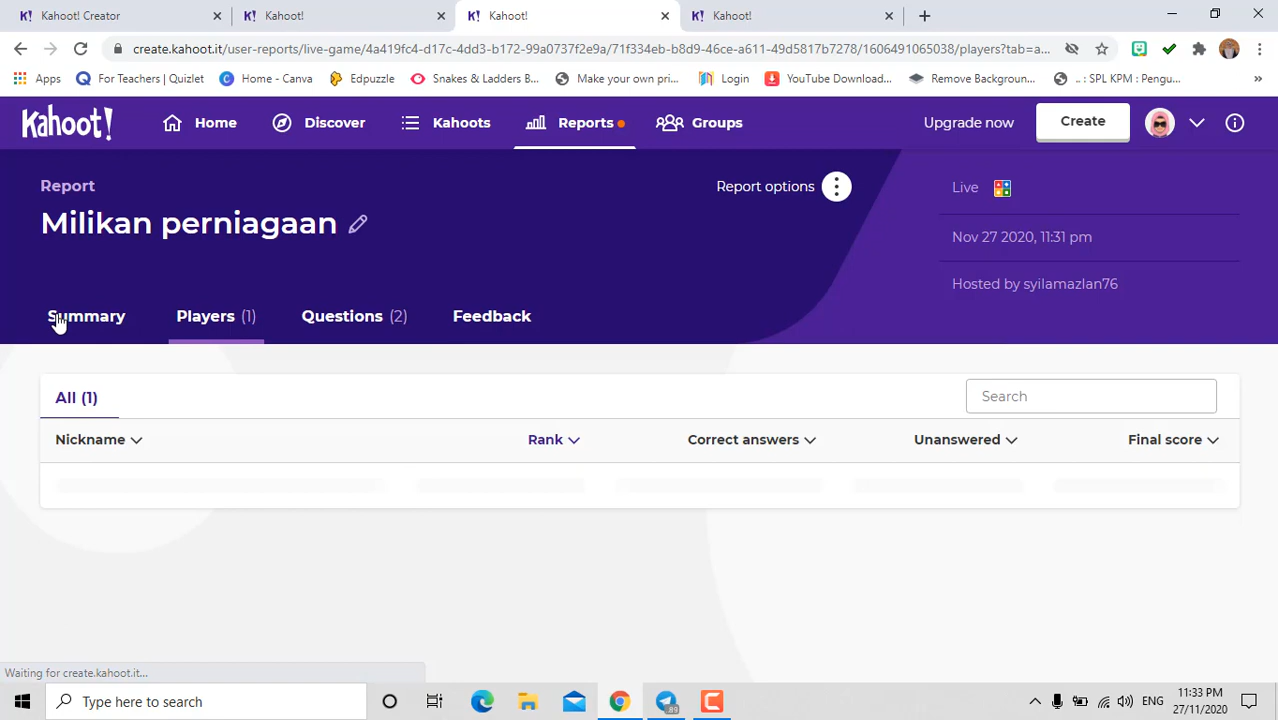 Kahoot! Creator
Kahoot!
Kahoot!
Kahoot!
create.kahoot.it/user-reports/live-game/4a419fc4-d17c-4dd3-b172-99a0737f2e9a/71f334eb-b8d9-46ce-a611-49d5817b7278/1606491065038/players?tab=a...
Apps
For Teachers | Quizlet
Home - Canva
Edpuzzle
Snakes & Ladders B...
Make your own pri...
Login
YouTube Download...
Remove Backgroun...
.. : SPL KPM : Pengu...
»
Kahoot!
Home
Discover
Kahoots
Reports
Groups
Upgrade now
Create
Report
Report options
Live
Milikan perniagaan
Nov 27 2020, 11:31 pm
Hosted by syilamazlan76
Summary
Players (1)
Questions (2)
Feedback
All (1)
Search
Nickname
Rank
Correct answers
Unanswered
Final score
Waiting for create.kahoot.it...
Type here to search
89
ENG
11:33 PM
27/11/2020